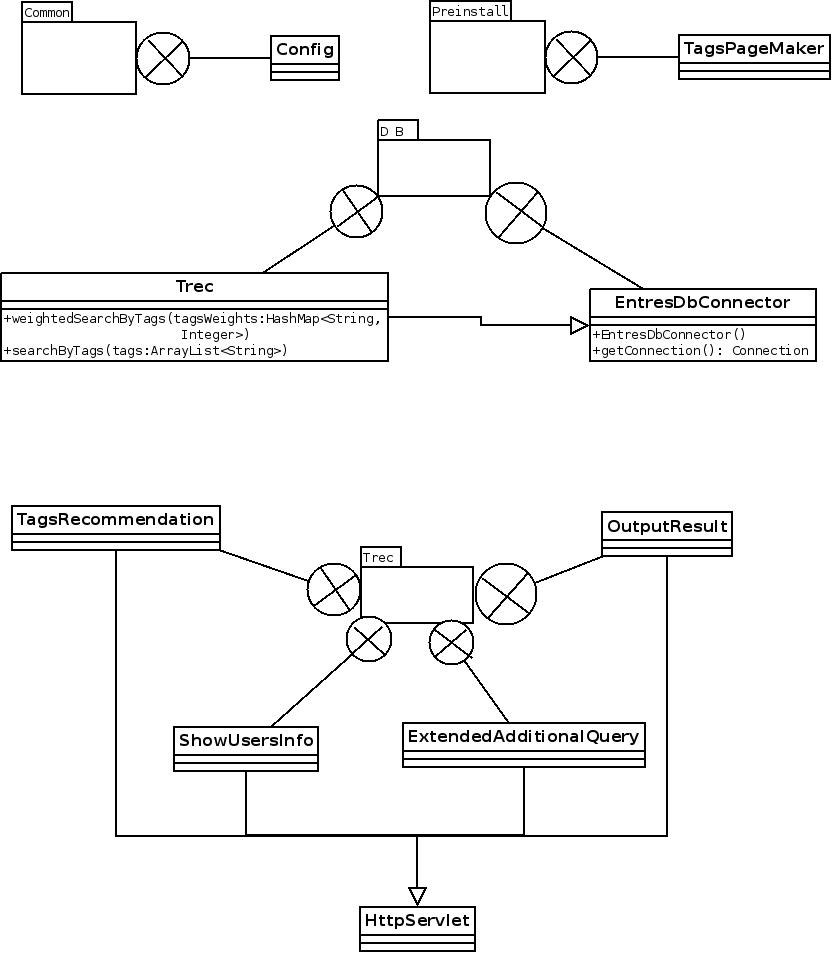 Common
Preinstall
Config
TagsPageMaker
D B
Trec
+weightedSearchByTags(tagsWeights:HashMap<String,
Integer>)
+searchByTags(tags:ArrayList<String>)
EntresDbConnector
+EntresDbConnector()
+getConnection(): Connection
TagsRecommendation
OutputResult
Trec
ShowUsersInfo
ExtendedAdditionalQuery
HttpServlet